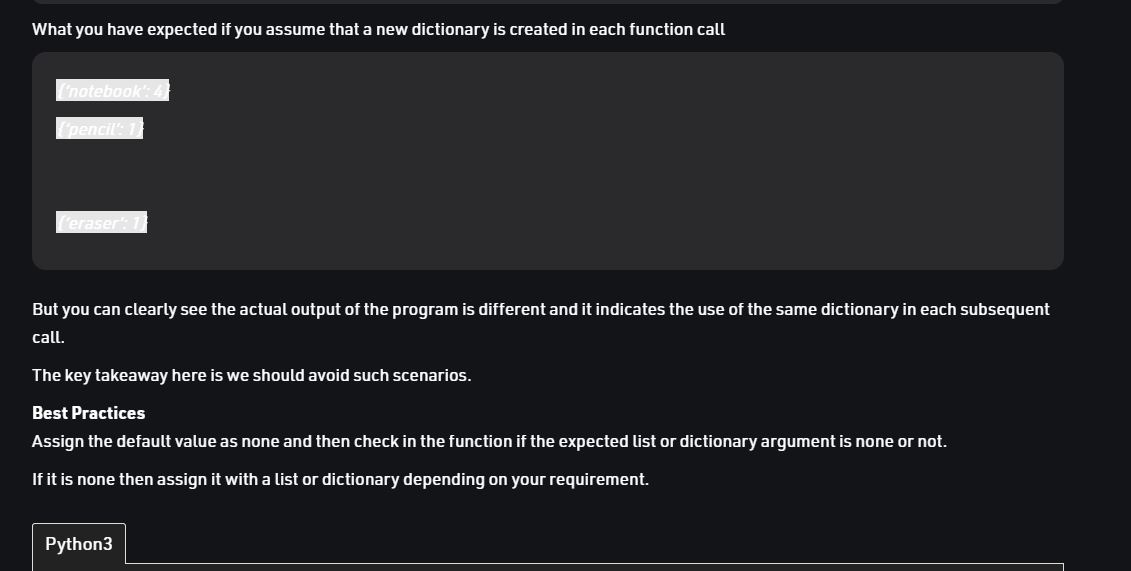 What you have expected if you assume that a new dictionary is created in each function call
{‘notebook’: 4}
{‘pencil’: 1}
{‘eraser’: 1}
But you can clearly see the actual output of the program is different and it indicates the use of the same dictionary in each subsequent
call.
The key takeaway here is we should avoid such scenarios.
Best Practices
Assign the default value as none and then check in the function if the expected list or dictionary argument is none or not.
If it is none then assign it with a list or dictionary depending on your requirement.
Python3